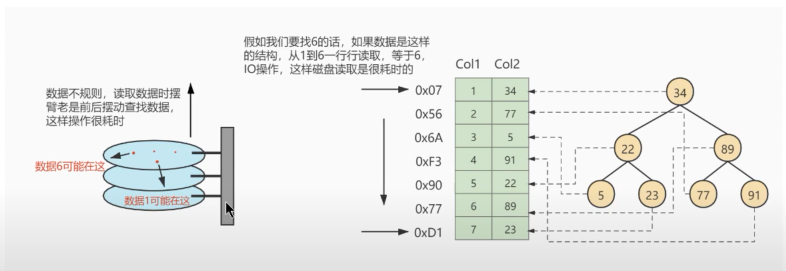 假如我们要找6的话，如果数据是这样
的结构，从1到6一行行读取，等于6，
IO操作，这样磁盘读取是很耗时的
数据不规则，读取数据时摆
臂老是前后摆动查找数据，
这样操作很耗时
数据6可能在这
数据1可能在这
Col1 Col2
0x07 1 34
0x56 2 77
0x6A 3 5
0xF3 4 91
0x90 5 22
0x77 6 89
0xD1 7 23
34
22 89
5 23 77 91